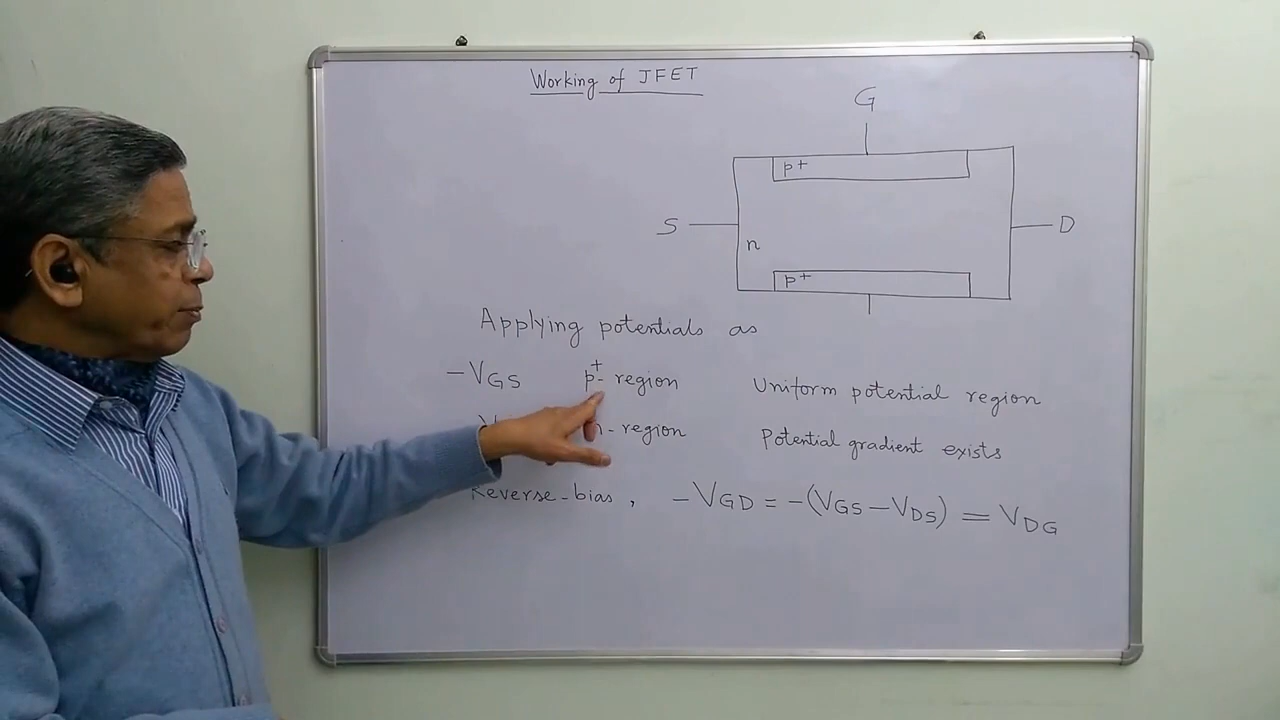 Working of JFET
G
p+
S
D
n
p+
Applying potentials as
-VGS p+- region Uniform potential region
n-region Potential gradient exists
Reverse-bias, -VGD = -(VGS-VDS) = VDG